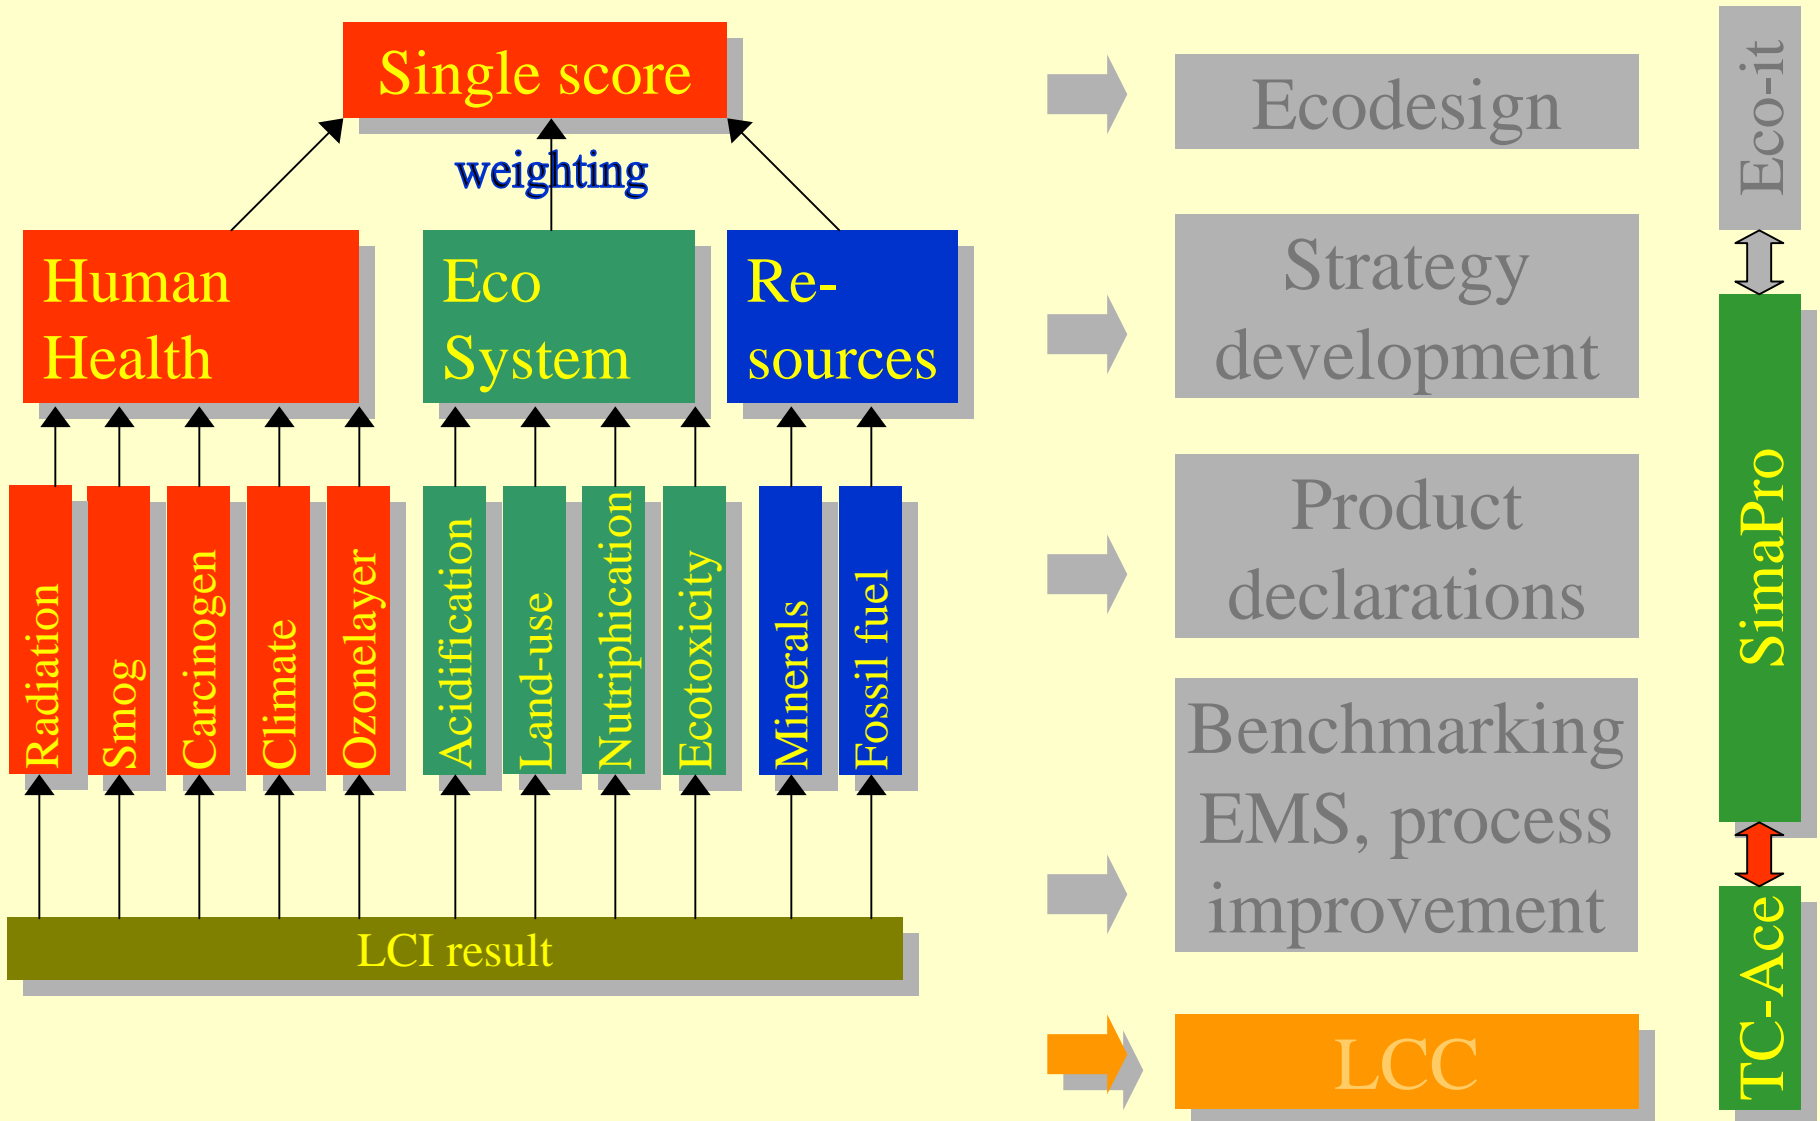 Single score
weighting
Human
Health
Eco
System
Re-
sources
Radiation
Smog
Carcinogen
Climate
Ozonelayer
Acidification
Land-use
Nutriphication
Ecotoxicity
Minerals
Fossil fuel
LCI result
Ecodesign
Strategy
development
Product
declarations
Benchmarking
EMS, process
improvement
LCC
Eco-it
SimaPro
TC-Ace